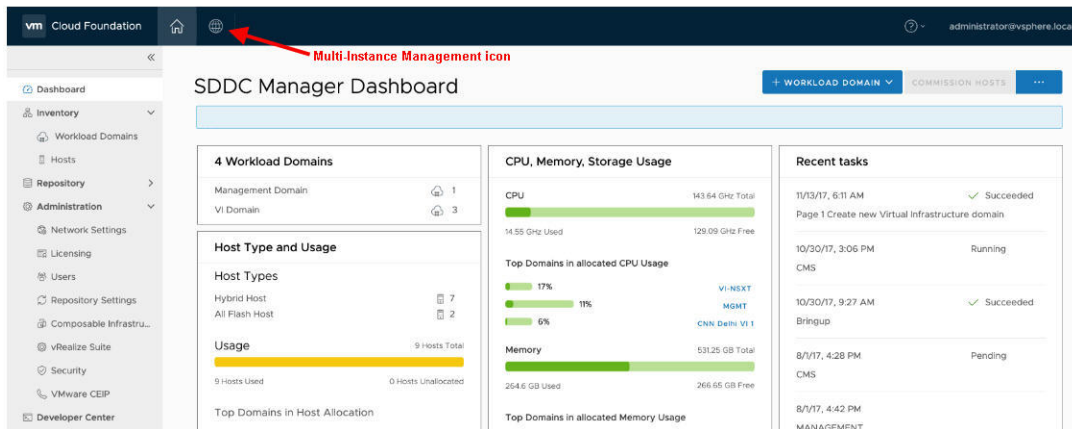 vm Cloud Foundation
administrator@vsphere.loca
Multi-Instance Management icon
Dashboard
Inventory
Workload Domains
Hosts
Repository
Administration
Network Settings
Licensing
Users
Repository Settings
Composable Infrastru...
vRealize Suite
Security
VMware CEIP
Developer Center
SDDC Manager Dashboard
+ WORKLOAD DOMAIN
COMMISSION HOSTS
...
4 Workload Domains
Management Domain 1
VI Domain 3
Host Type and Usage
Host Types
Hybrid Host 7
All Flash Host 2
Usage 9 Hosts Total
9 Hosts Used 0 Hosts Unallocated
Top Domains in Host Allocation
CPU, Memory, Storage Usage
CPU 143.64 GHz Total
14.55 GHz Used 129.09 GHz Free
Top Domains in allocated CPU Usage
17% VI-NSXT
11% MGMT
6% CNN Delhi VI 1
Memory 531.25 GB Total
264.6 GB Used 266.65 GB Free
Top Domains in allocated Memory Usage
Recent tasks
11/13/17, 6:11 AM Succeeded
Page 1 Create new Virtual Infrastructure domain
10/30/17, 3:06 PM Running
CMS
10/30/17, 9:27 AM Succeeded
Bringup
8/1/17, 4:28 PM Pending
CMS
8/1/17, 4:42 PM
MANAGEMENT